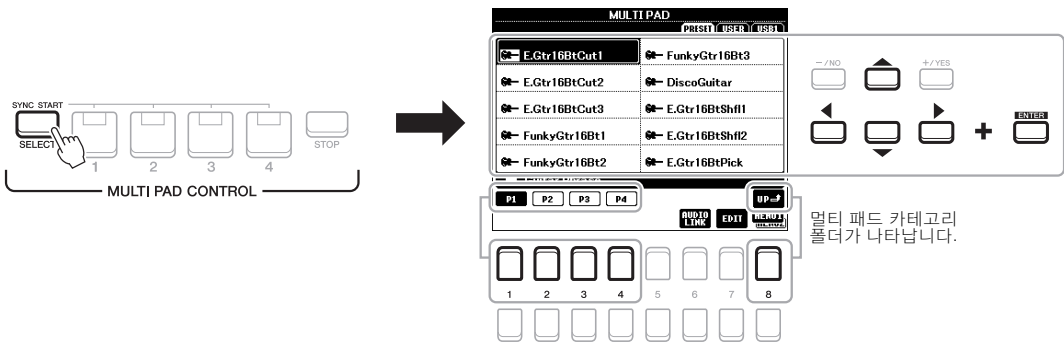 MULTI PAD
PRESET USER USB1
E.Gtr16BtCut1 FunkyGtr16Bt3
E.Gtr16BtCut2 DiscoGuitar
E.Gtr16BtCut3 E.Gtr16BtShfl1
FunkyGtr16Bt1 E.Gtr16BtShfl2
FunkyGtr16Bt2 E.Gtr16BtPick
P1 P2 P3 P4 UP
AUDIO LINK EDIT MENU1
MENU2
-/NO +/YES
ENTER
+
SYNC START
SELECT
1 2 3 4 STOP
MULTI PAD CONTROL
멀티 패드 카테고리
폴더가 나타납니다.
1 2 3 4 5 6 7 8